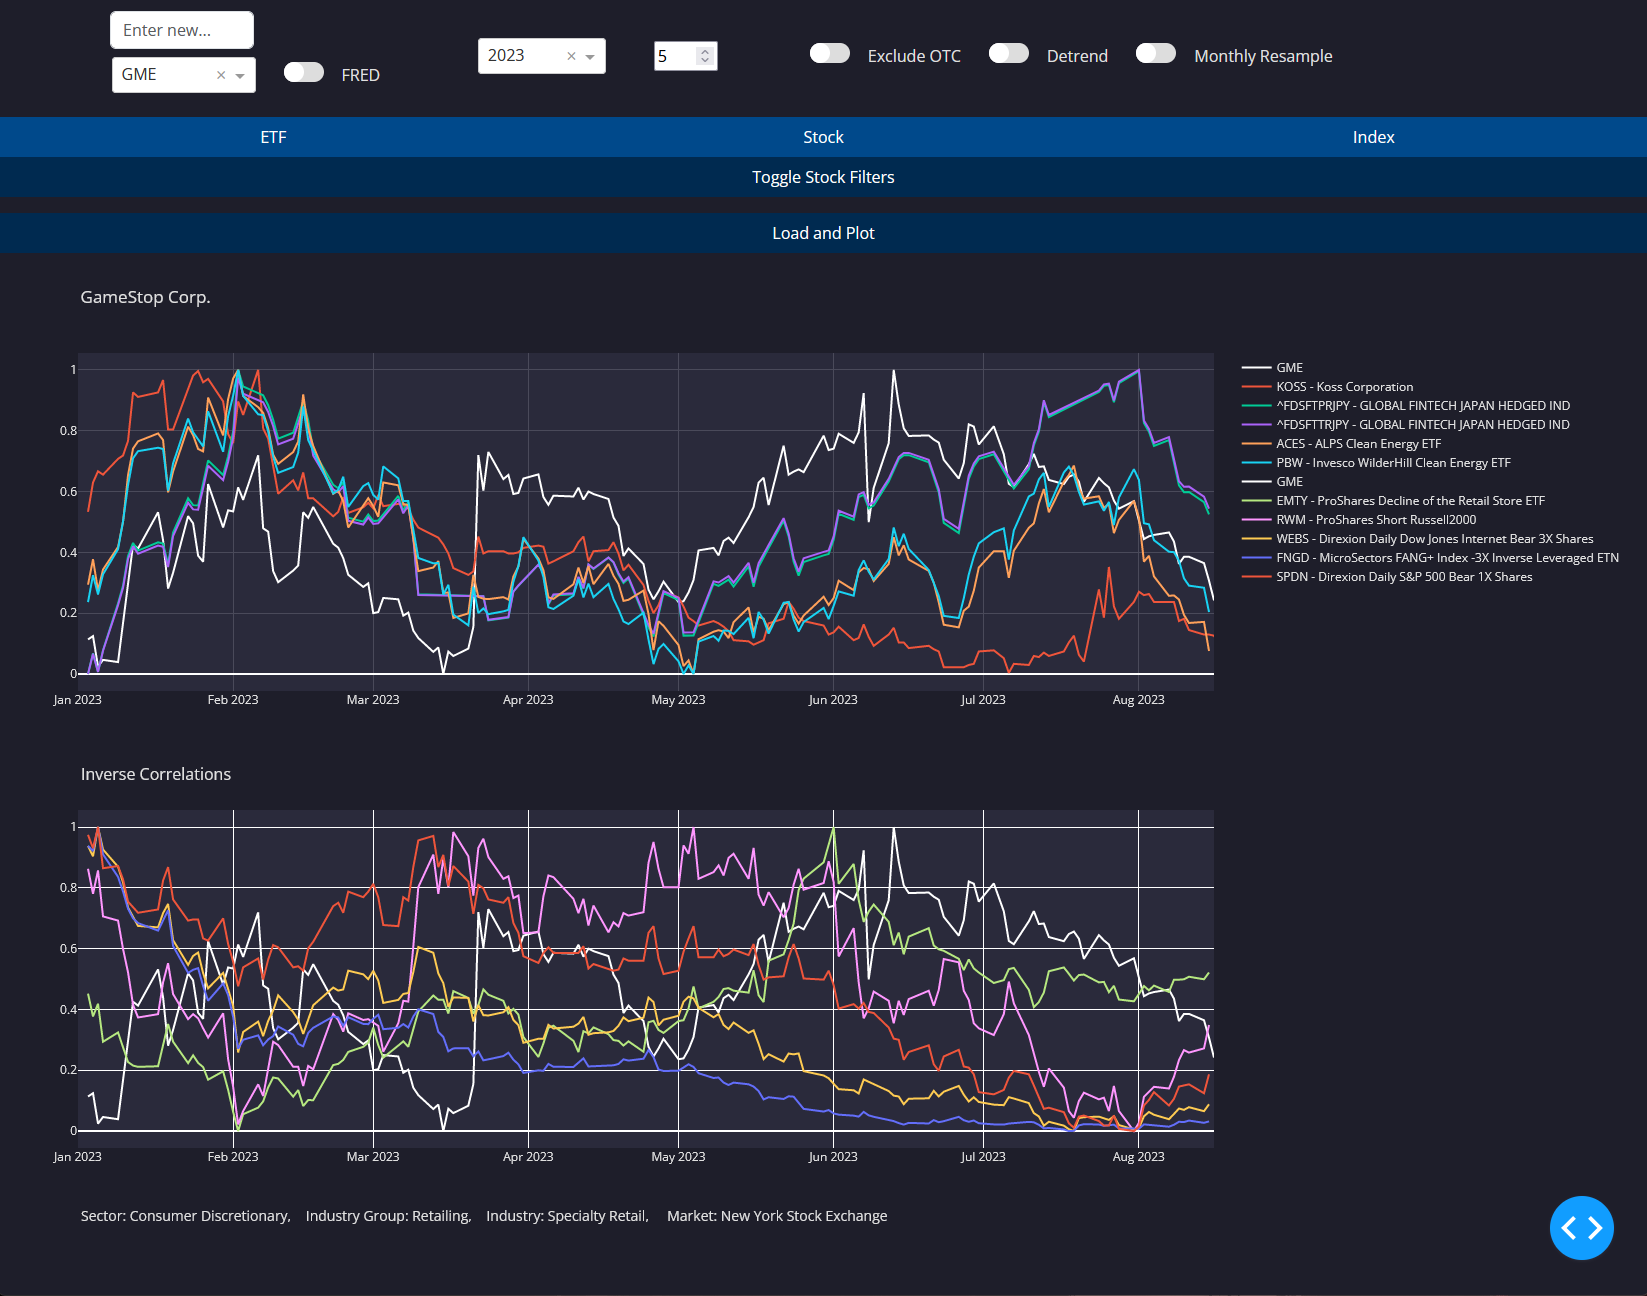 Enter new...
GME
FRED
2023
5
Exclude OTC
Detrend
Monthly Resample
ETF
Stock
Index
Toggle Stock Filters
Load and Plot
GameStop Corp.
1
0.8
0.6
0.4
0.2
0
Jan 2023
Feb 2023
Mar 2023
Apr 2023
May 2023
Jun 2023
Jul 2023
Aug 2023
GME
KOSS - Koss Corporation
^FDSFTPRJPY - GLOBAL FINTECH JAPAN HEDGED IND
^FDSFTTRJPY - GLOBAL FINTECH JAPAN HEDGED IND
ACES - ALPS Clean Energy ETF
PBW - Invesco WilderHill Clean Energy ETF
GME
EMTY - ProShares Decline of the Retail Store ETF
RWM - ProShares Short Russell2000
WEBS - Direxion Daily Dow Jones Internet Bear 3X Shares
FNGD - MicroSectors FANG+ Index -3X Inverse Leveraged ETN
SPDN - Direxion Daily S&P 500 Bear 1X Shares
Inverse Correlations
1
0.8
0.6
0.4
0.2
0
Jan 2023
Feb 2023
Mar 2023
Apr 2023
May 2023
Jun 2023
Jul 2023
Aug 2023
Sector: Consumer Discretionary, Industry Group: Retailing, Industry: Specialty Retail, Market: New York Stock Exchange